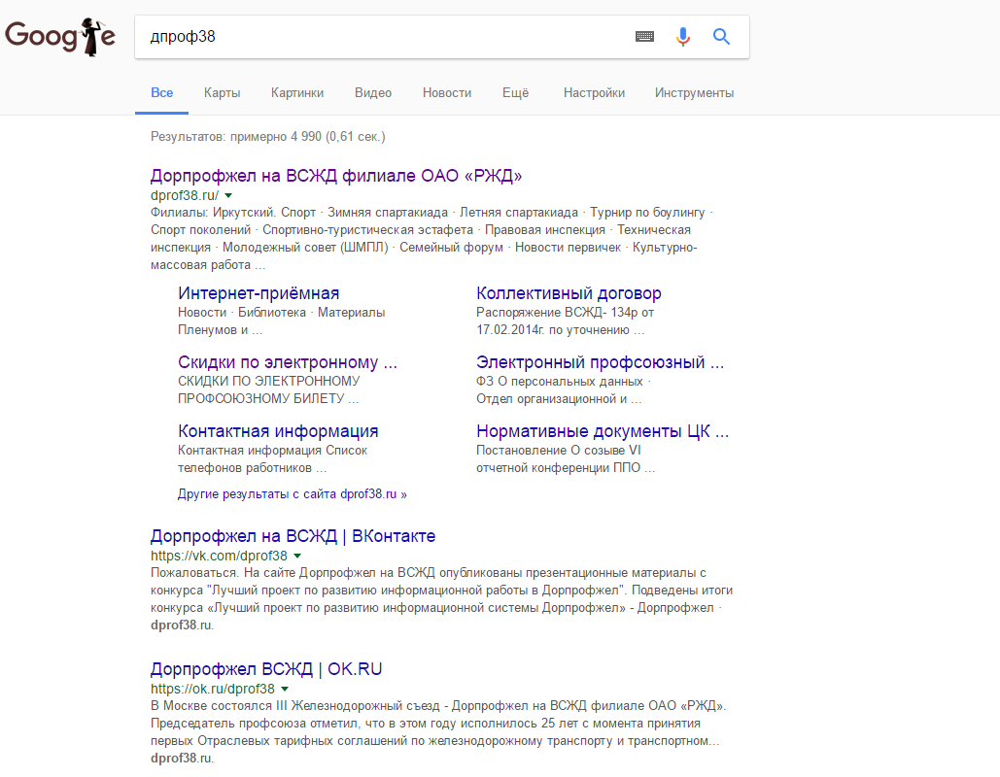 Google
дпроф38
Все Карты Картинки Видео Новости Ещё Настройки Инструменты
Результатов: примерно 4 990 (0,61 сек.)
Дорпрофжел на ВСЖД филиале ОАО «РЖД»
dprof38.ru/
Филиалы: Иркутский. Спорт · Зимняя спартакиада · Летняя спартакиада · Турнир по боулингу ·
Спорт поколений · Спортивно-туристическая эстафета · Правовая инспекция · Техническая
инспекция · Молодежный совет (ШМПЛ) · Семейный форум · Новости первичек · Культурно-
массовая работа ...
Интернет-приёмная
Новости · Библиотека · Материалы
Пленумов и ...
Коллективный договор
Распоряжение ВСЖД- 134р от
17.02.2014г. по уточнению ...
Скидки по электронному ...
СКИДКИ ПО ЭЛЕКТРОННОМУ
ПРОФСОЮЗНОМУ БИЛЕТУ ...
Электронный профсоюзный ...
ФЗ О персональных данных ·
Отдел организационной и ...
Контактная информация
Контактная информация Список
телефонов работников ...
Нормативные документы ЦК ...
Постановление О созыве VI
отчетной конференции ППО ...
Другие результаты с сайта dprof38.ru »
Дорпрофжел на ВСЖД | ВКонтакте
https://vk.com/dprof38
Пожаловаться. На сайте Дорпрофжел на ВСЖД опубликованы презентационные материалы с
конкурса "Лучший проект по развитию информационной работы в Дорпрофжел". Подведены итоги
конкурса «Лучший проект по развитию информационной системы Дорпрофжел» - Дорпрофжел ·
dprof38.ru.
Дорпрофжел ВСЖД | OK.RU
https://ok.ru/dprof38
В Москве состоялся III Железнодорожный съезд - Дорпрофжел на ВСЖД филиале ОАО «РЖД».
Председатель профсоюза отметил, что в этом году исполнилось 25 лет с момента принятия
первых Отраслевых тарифных соглашений по железнодорожному транспорту и транспортном...
dprof38.ru.